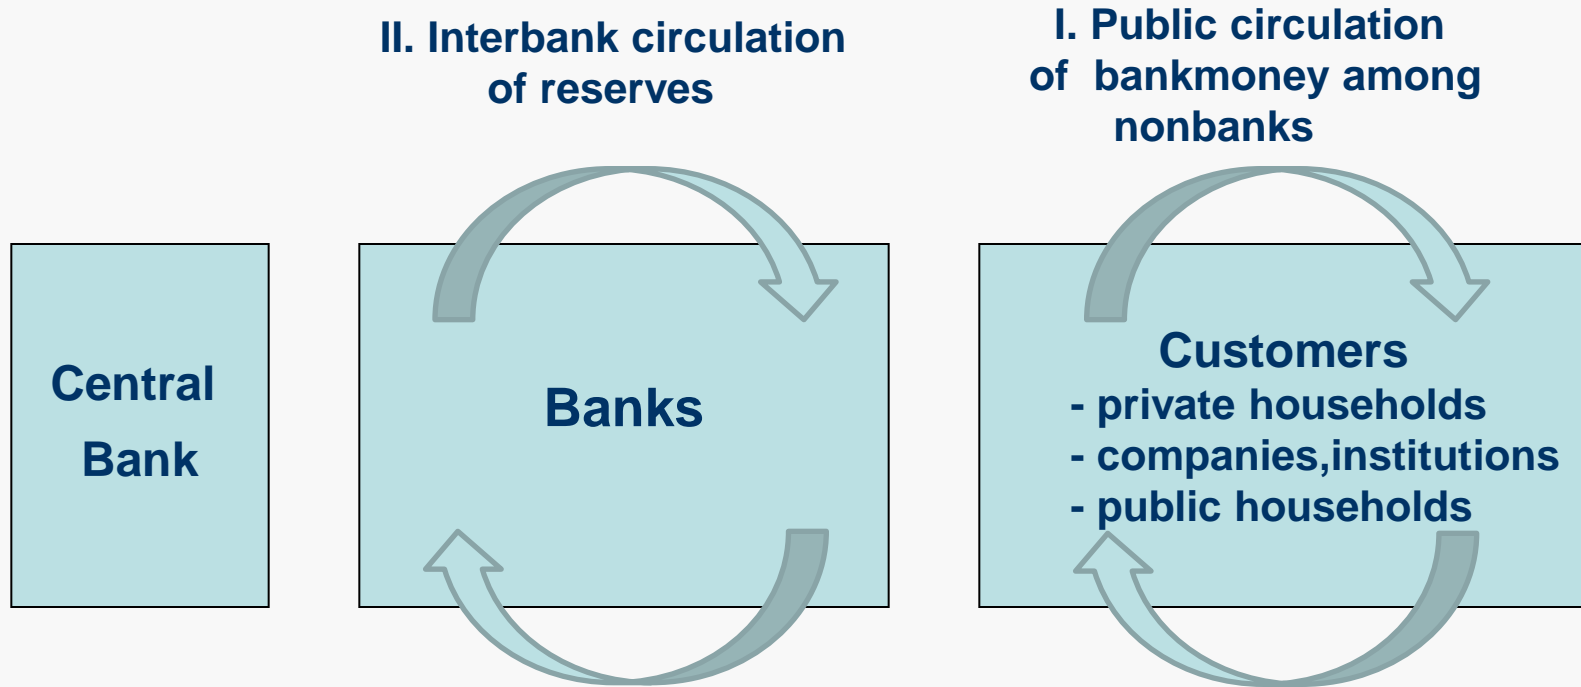 II. Interbank circulation
of reserves
I. Public circulation
of bankmoney among
nonbanks
Central
Bank
Banks
Customers
- private households
- companies,institutions
- public households